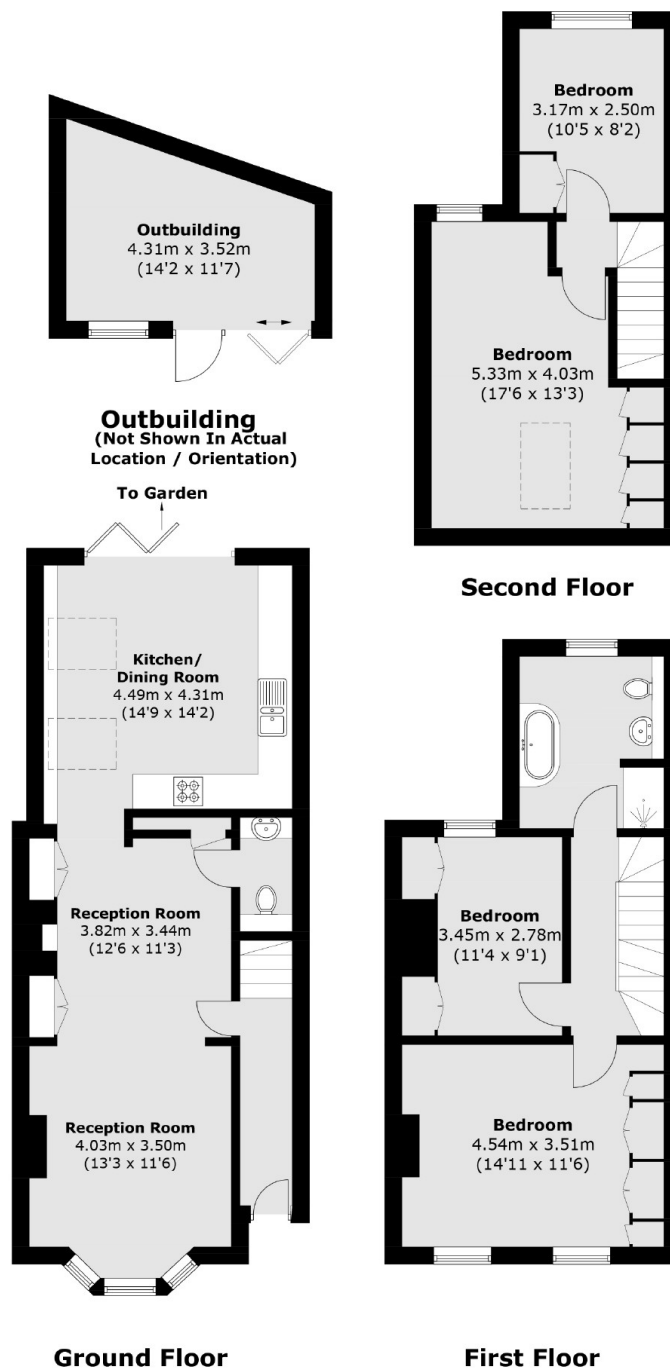 Outbuilding
4.31m x 3.52m
(14'2 x 11'7)
Outbuilding
(Not Shown In Actual
Location / Orientation)
To Garden
Kitchen/
Dining Room
4.49m x 4.31m
(14'9 x 14'2)
Reception Room
3.82m x 3.44m
(12'6 x 11'3)
Reception Room
4.03m x 3.50m
(13'3 x 11'6)
Ground Floor
Bedroom
3.17m x 2.50m
(10'5 x 8'2)
Bedroom
5.33m x 4.03m
(17'6 x 13'3)
Second Floor
Bedroom
3.45m x 2.78m
(11'4 x 9'1)
Bedroom
4.54m x 3.51m
(14'11 x 11'6)
First Floor